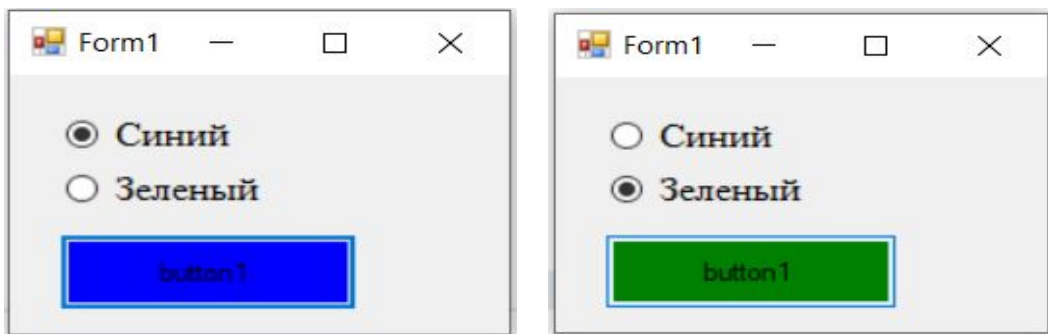 Form1
Синий
Зеленый
button1
Form1
Синий
Зеленый
button1